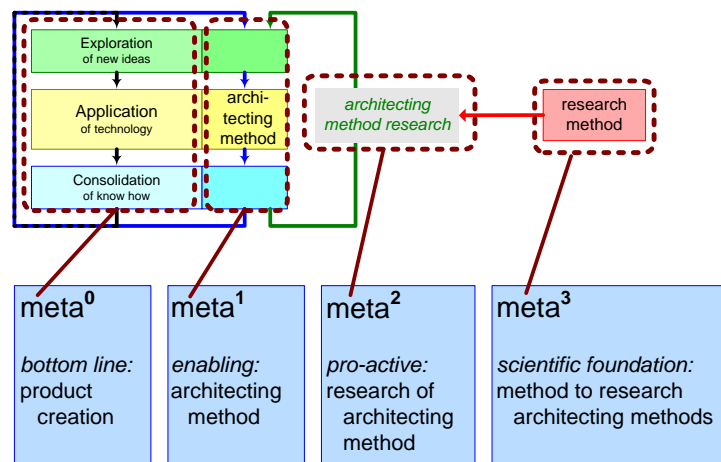 Exploration
of new ideas
Application
of technology
Consolidation
of know how
archi-
tecting
method
architecting
method research
research
method
meta0
bottom line:
product
creation
meta1
enabling:
architecting
method
meta2
pro-active:
research of
architecting
method
meta3
scientific foundation:
method to research
architecting methods